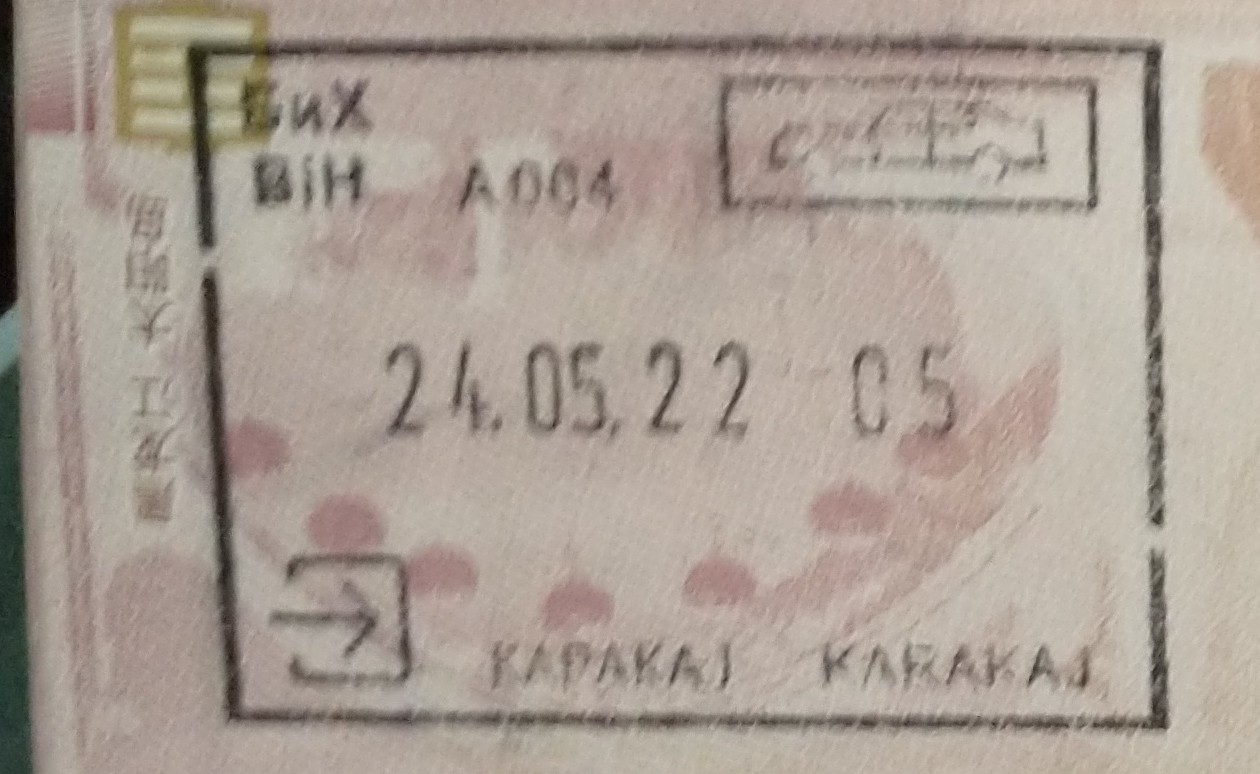 БиХ
BiH A004
24.05.22 05
КАРАКАЈ KARAKAJ